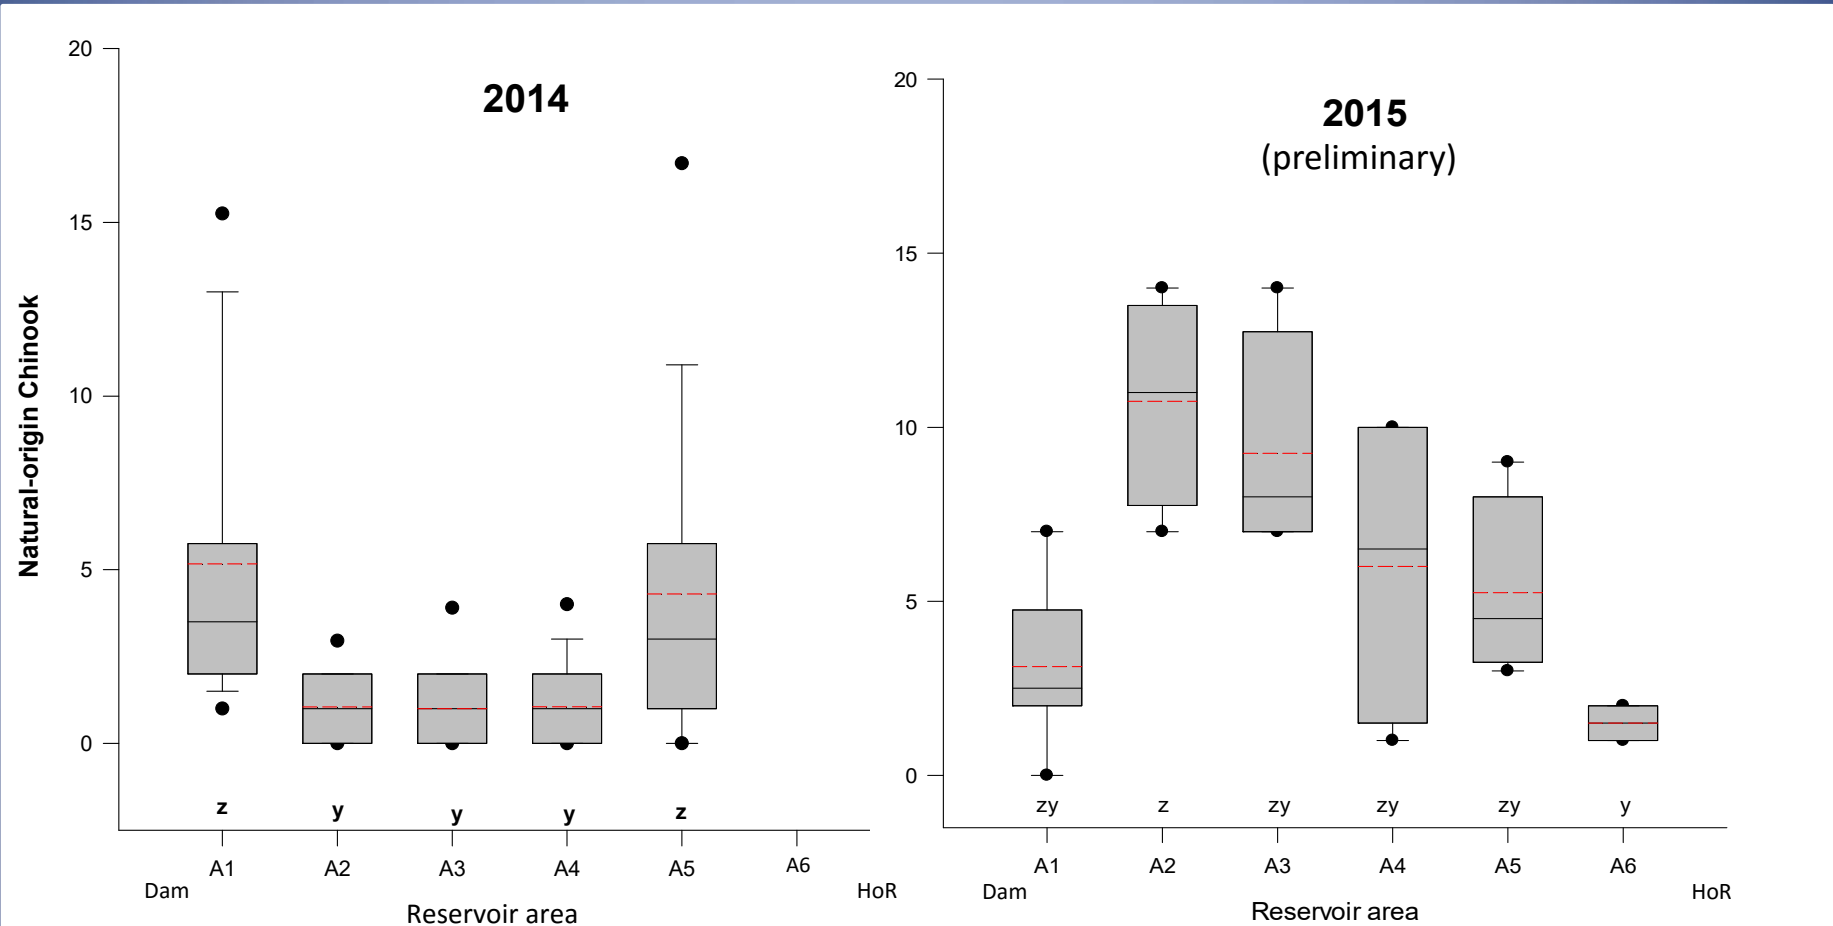 Natural-origin Chinook
2014
20
15
10
5
0
z y y y z
A1 A2 A3 A4 A5 A6
Dam HoR
Reservoir area
2015
(preliminary)
20
15
10
5
0
zy z zy zy zy y
A1 A2 A3 A4 A5 A6
Dam HoR
Reservoir area